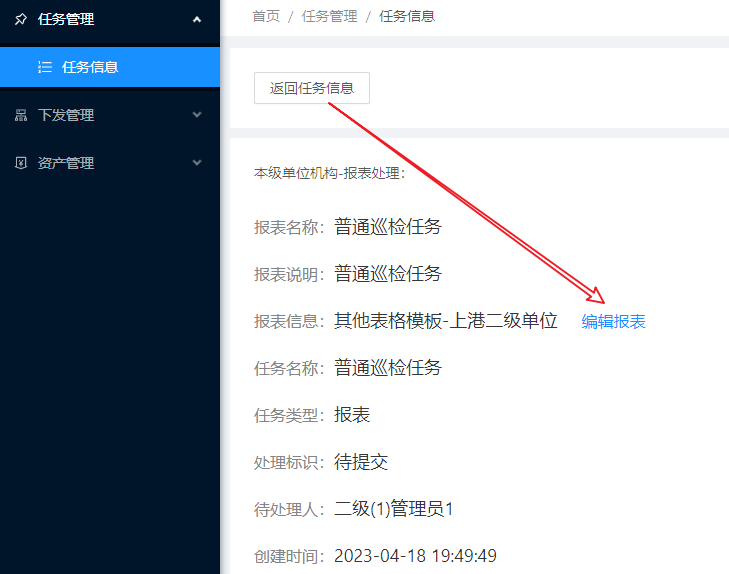 任务管理
任务信息
下发管理
资产管理
首页 / 任务管理 / 任务信息
返回任务信息
本级单位机构-报表处理：
报表名称： 普通巡检任务
报表说明： 普通巡检任务
报表信息： 其他表格模板-上港二级单位 编辑报表
任务名称： 普通巡检任务
任务类型： 报表
处理标识： 待提交
待处理人： 二级(1)管理员1
创建时间： 2023-04-18 19:49:49